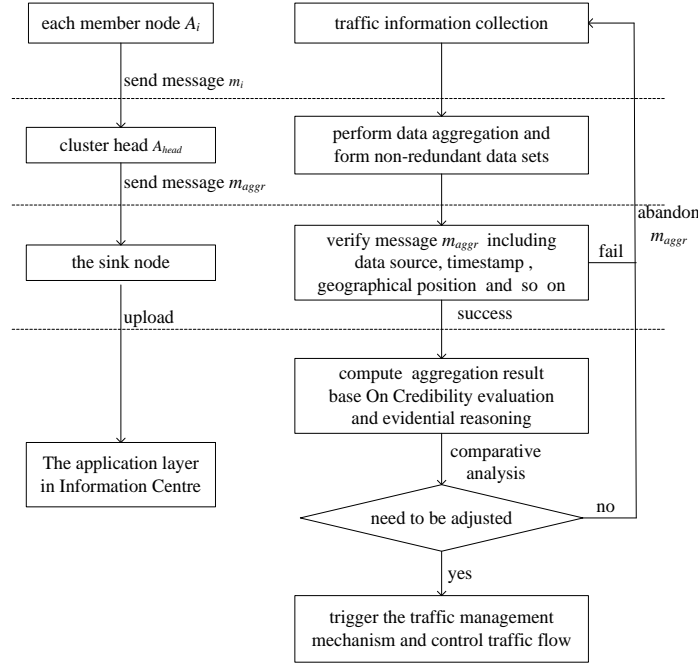 each member node A_i
traffic information collection
send message m_i
cluster head A_head
perform data aggregation and
form non-redundant data sets
send message m_aggr
abandon
m_aggr
the sink node
verify message m_aggr including
data source, timestamp ,
geographical position and so on
fail
upload
success
compute aggregation result
base On Credibility evaluation
and evidential reasoning
The application layer
in Information Centre
comparative
analysis
need to be adjusted
no
yes
trigger the traffic management
mechanism and control traffic flow